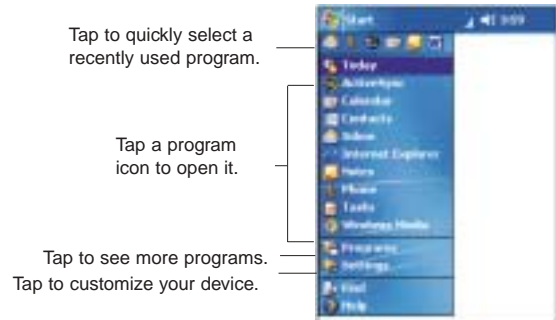 Tap to quickly select a
recently used program.
Start 9:09
Today
ActiveSync
Calendar
Contacts
Inbox
Internet Explorer
Notes
Phone
Tasks
Windows Media
Tap a program
icon to open it.
Programs
Settings
Tap to see more programs.
Tap to customize your device.
Find
Help